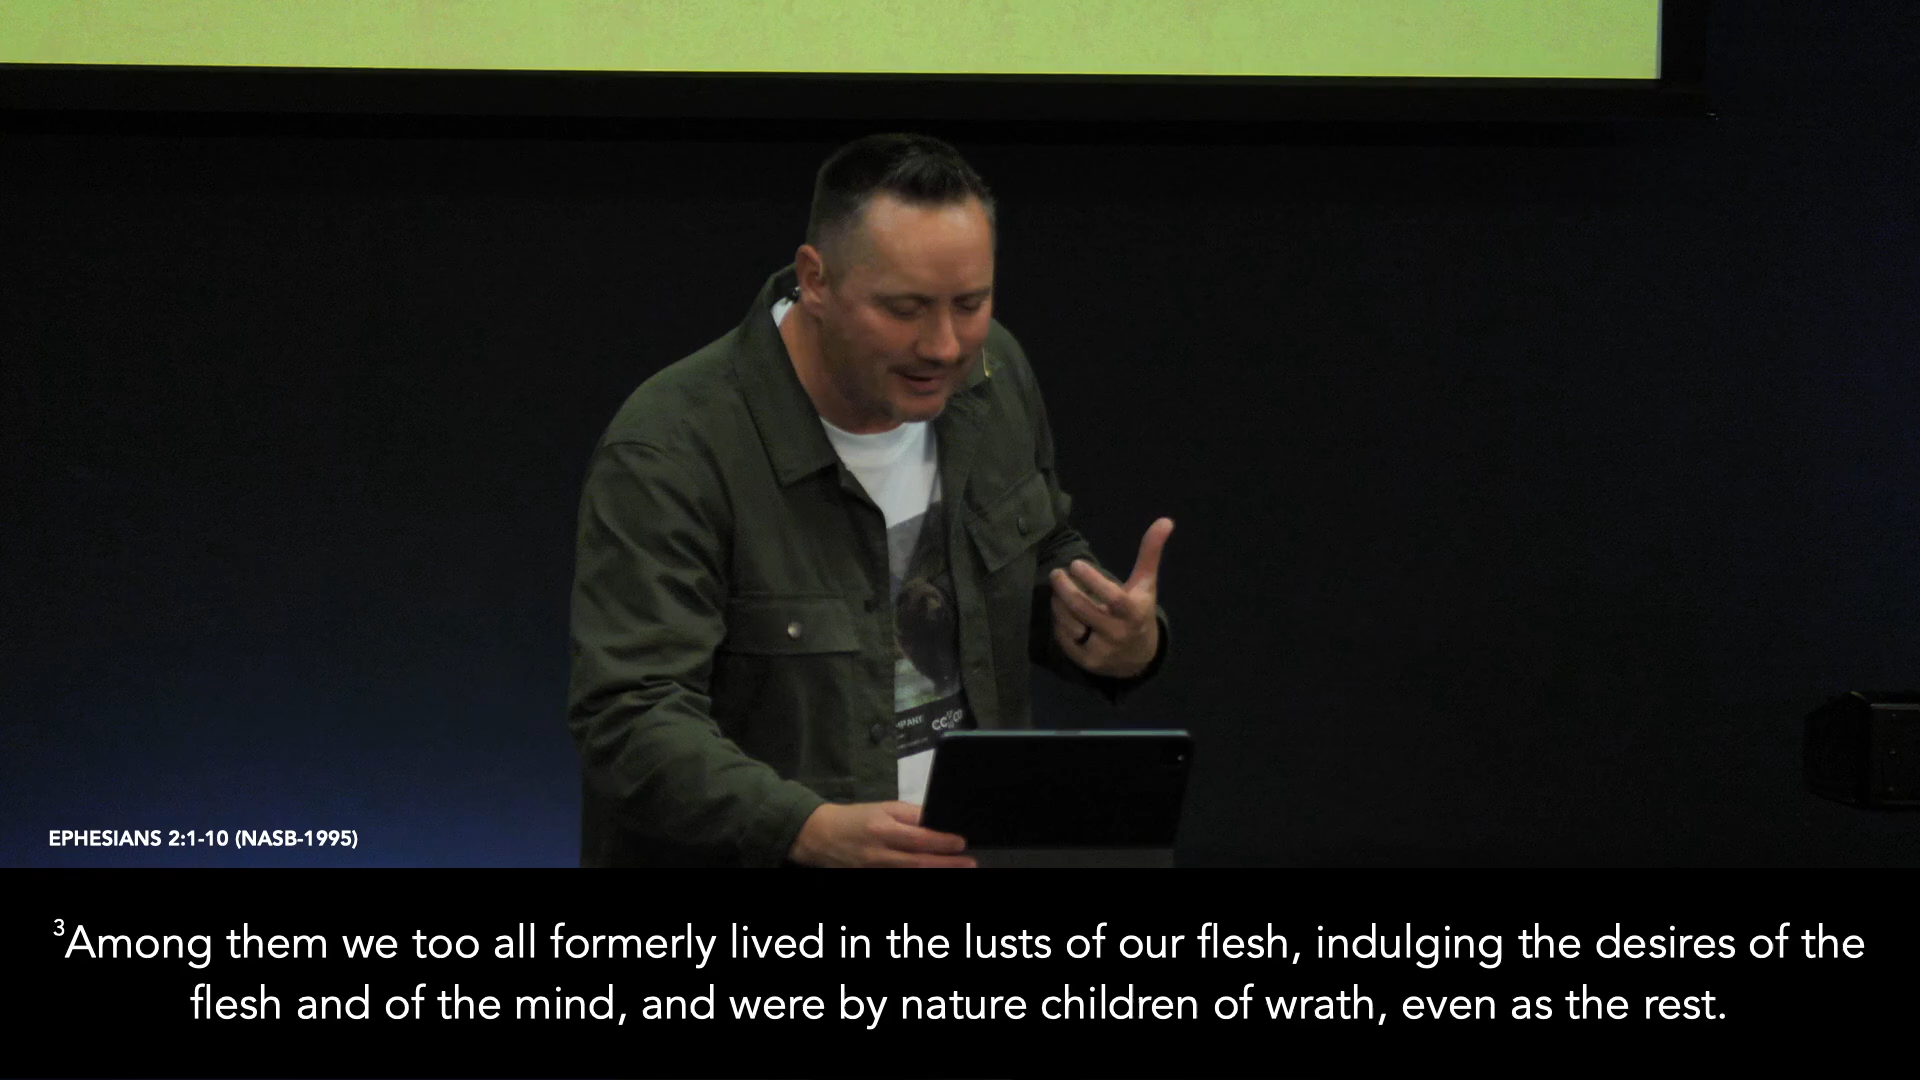 EPHESIANS 2:1-10 (NASB-1995)
³Among them we too all formerly lived in the lusts of our flesh, indulging the desires of the
flesh and of the mind, and were by nature children of wrath, even as the rest.